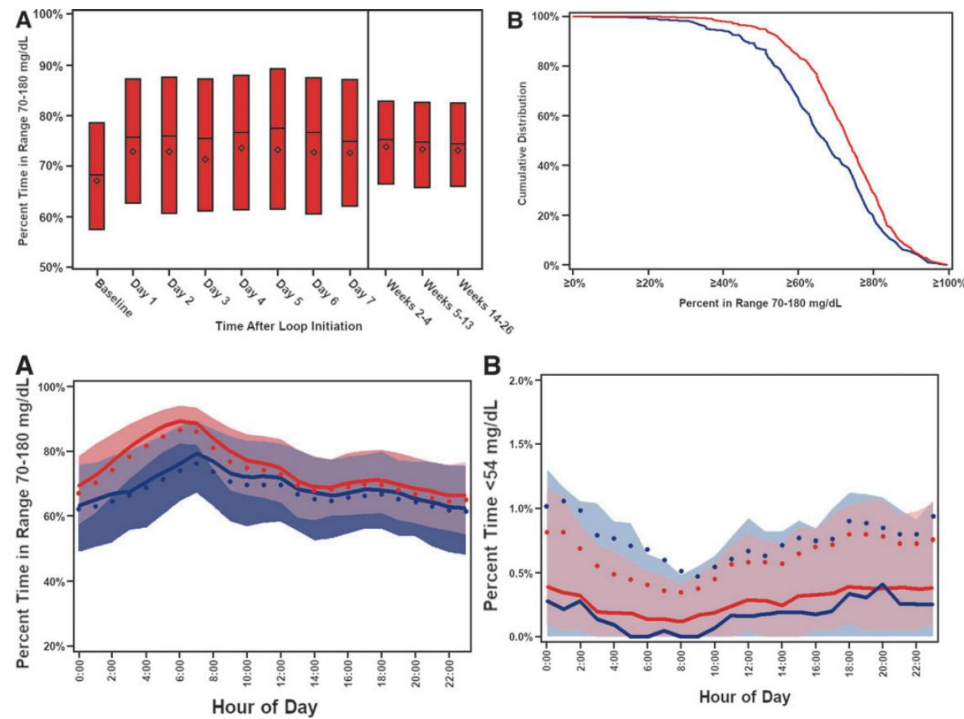 A
Percent Time in Range 70-180 mg/dL
100%
90%
80%
70%
60%
50%
Baseline
Day 1
Day 2
Day 3
Day 4
Day 5
Day 6
Day 7
Weeks 2-4
Weeks 5-13
Weeks 14-26
Time After Loop Initiation
B
Cumulative Distribution
100%
80%
60%
40%
20%
0%
≥0%
≥20%
≥40%
≥60%
≥80%
≥100%
Percent in Range 70-180 mg/dL
A
Percent Time in Range 70-180 mg/dL
100%
80%
60%
40%
20%
0:00
2:00
4:00
6:00
8:00
10:00
12:00
14:00
16:00
18:00
20:00
22:00
Hour of Day
B
Percent Time <54 mg/dL
2.0%
1.5%
1.0%
0.5%
0.0%
0:00
2:00
4:00
6:00
8:00
10:00
12:00
14:00
16:00
18:00
20:00
22:00
Hour of Day